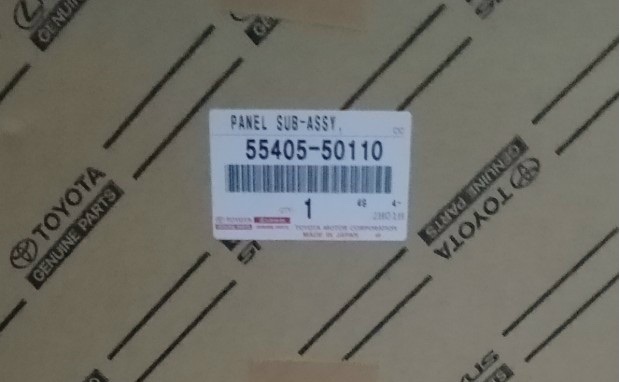 GENUINE PARTS
TOYOTA
GENUINE PARTS
PANEL SUB-ASSY,
55405-50110
QTY. 1
TOYOTA MOTOR CORPORATION
MADE IN JAPAN
TOYOTA
GENUINE PARTS